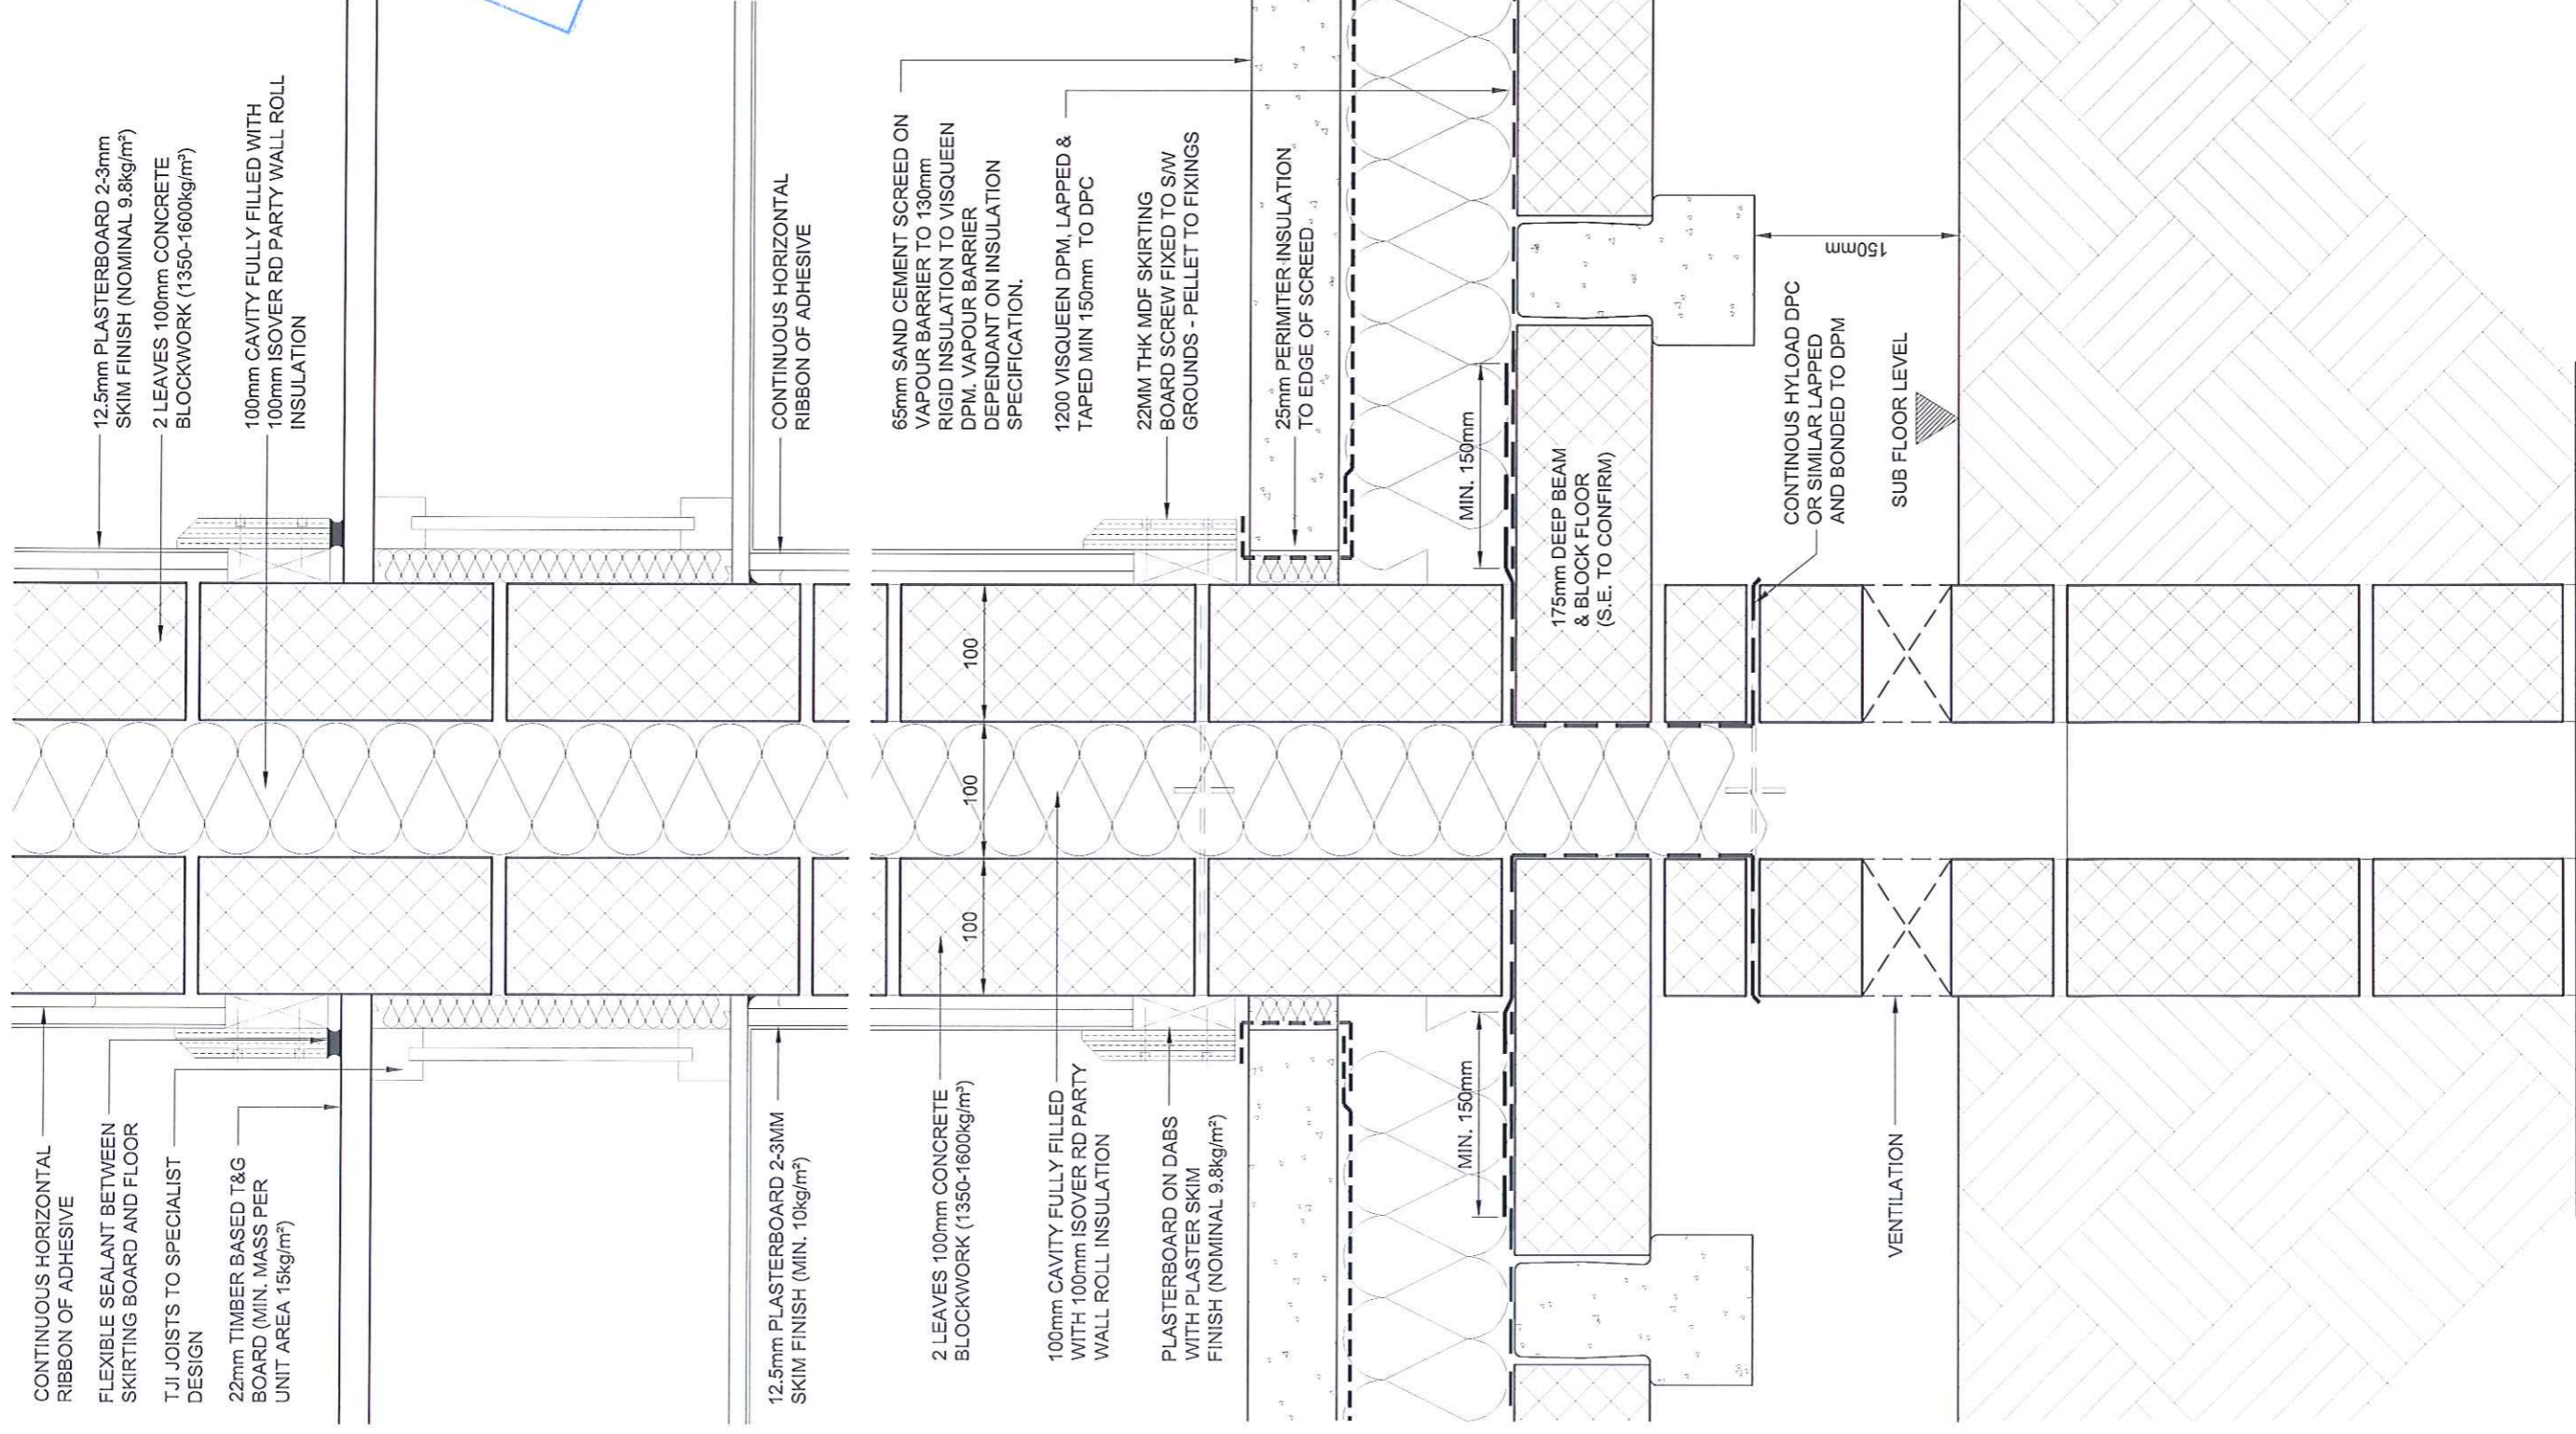 CONTINUOUS HORIZONTAL
RIBBON OF ADHESIVE
FLEXIBLE SEALANT BETWEEN
SKIRTING BOARD AND FLOOR
TJI JOISTS TO SPECIALIST
DESIGN
22mm TIMBER BASED T&G
BOARD (MIN. MASS PER
UNIT AREA 15kg/m²)
12.5mm PLASTERBOARD 2-3MM
SKIM FINISH (MIN. 10kg/m²)
12.5mm PLASTERBOARD 2-3mm
SKIM FINISH (NOMINAL 9.8kg/m²)
2 LEAVES 100mm CONCRETE
BLOCKWORK (1350-1600kg/m³)
100mm CAVITY FULLY FILLED WITH
100mm ISOVER RD PARTY WALL ROLL
INSULATION
CONTINUOUS HORIZONTAL
RIBBON OF ADHESIVE
2 LEAVES 100mm CONCRETE
BLOCKWORK (1350-1600kg/m³)
100mm CAVITY FULLY FILLED
WITH 100mm ISOVER RD PARTY
WALL ROLL INSULATION
PLASTERBOARD ON DABS
WITH PLASTER SKIM
FINISH (NOMINAL 9.8kg/m²)
100
100
100
65mm SAND CEMENT SCREED ON
VAPOUR BARRIER TO 130mm
RIGID INSULATION TO VISQUEEN
DPM. VAPOUR BARRIER
DEPENDANT ON INSULATION
SPECIFICATION.
1200 VISQUEEN DPM, LAPPED &
TAPED MIN 150mm TO DPC
22MM THK MDF SKIRTING
BOARD SCREW FIXED TO S/W
GROUNDS - PELLET TO FIXINGS
25mm PERIMITER INSULATION
TO EDGE OF SCREED
MIN. 150mm
MIN. 150mm
175mm DEEP BEAM
& BLOCK FLOOR
(S.E. TO CONFIRM)
150mm
CONTINOUS HYLOAD DPC
OR SIMILAR LAPPED
AND BONDED TO DPM
SUB FLOOR LEVEL
VENTILATION